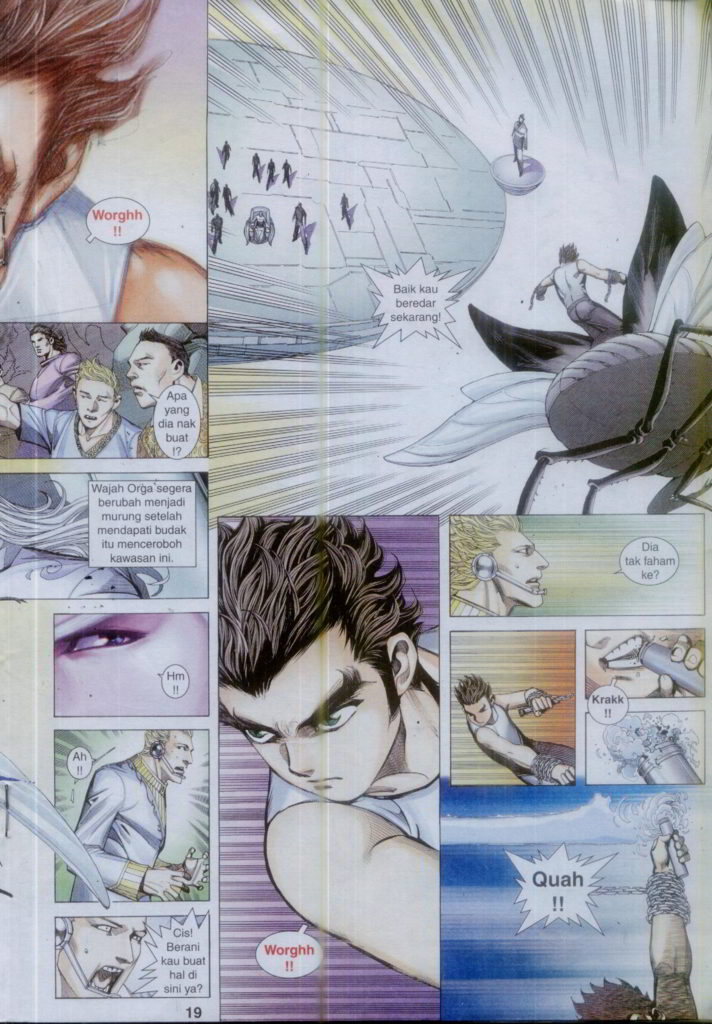 Worghh
!!
Baik kau
beredar
sekarang!
Apa
yang
dia nak
buat
!?
Wajah Orga segera
berubah menjadi
murung setelah
mendapati budak
itu menceroboh
kawasan ini.
Hm
!!
Ah
!!
Cis!
Berani
kau buat
hal di
sini ya?
Worghh
!!
Dia
tak faham
ke?
Krakk
!!
Quah
!!
19